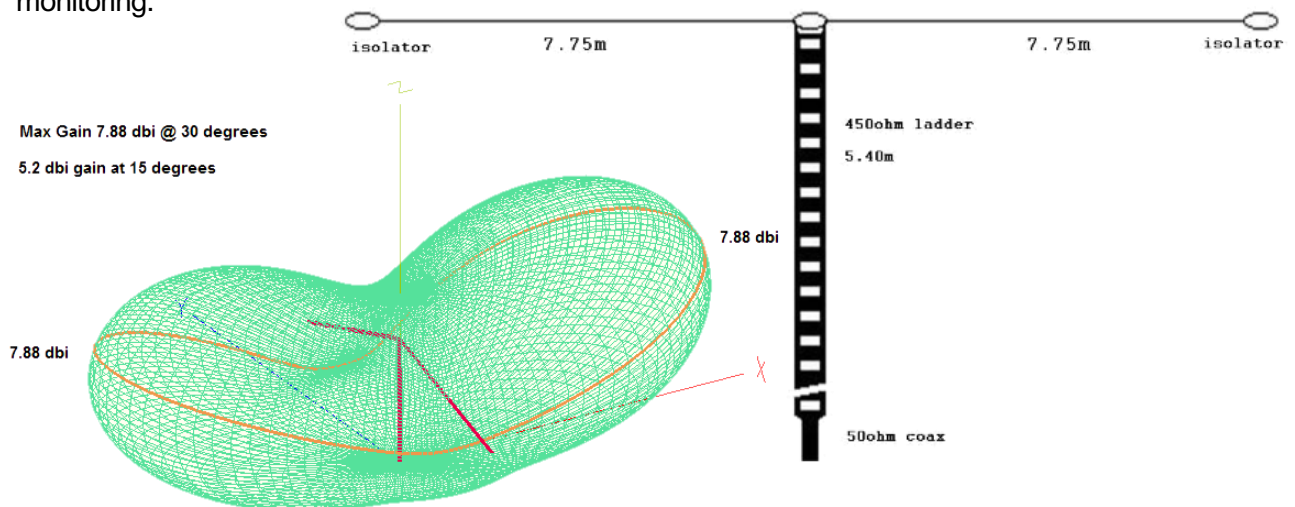 monitoring.
isolator
7.75m
7.75m
isolator
Z
Max Gain 7.88 dbi @ 30 degrees
5.2 dbi gain at 15 degrees
450ohm ladder
5.40m
7.88 dbi
Y
7.88 dbi
X
50ohm coax